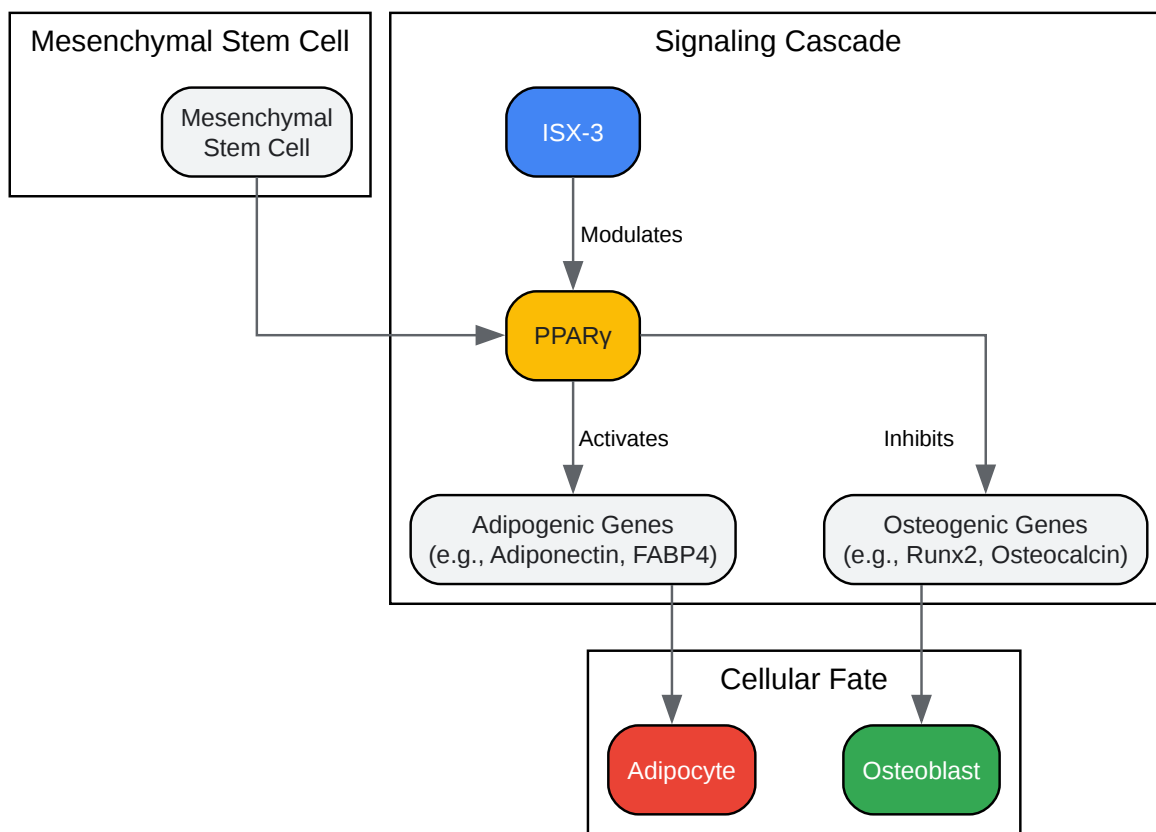 Mesenchymal Stem Cell
Signaling Cascade
Mesenchymal
Stem Cell
ISX-3
Modulates
PPARγ
Activates
Inhibits
Adipogenic Genes
(e.g., Adiponectin, FABP4)
Osteogenic Genes
(e.g., Runx2, Osteocalcin)
Cellular Fate
Adipocyte
Osteoblast